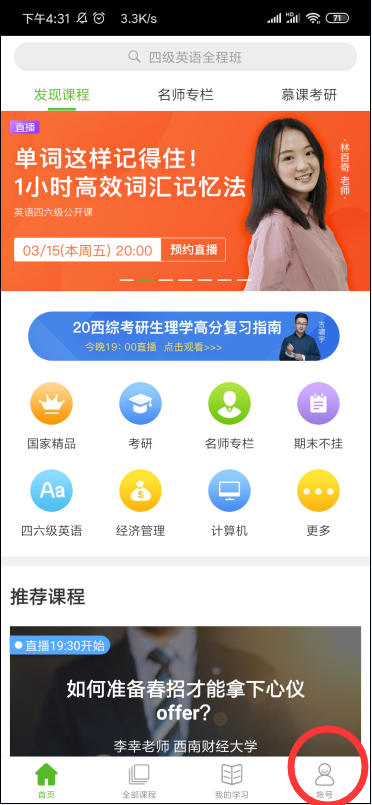 下午4:31 3.3K/s HD 71
四级英语全程班
发现课程 名师专栏 慕课考研
直播
单词这样记得住！
1小时高效词汇记忆法
英语四六级公开课
03/15(本周五) 20:00 预约直播
·林百奇 老师·
20西综考研生理学高分复习指南
今晚19：00直播 点击观看>>>
国家精品 考研 名师专栏 期末不挂
Aa
四六级英语 经济管理 计算机 更多
推荐课程
直播19:30开始
如何准备春招才能拿下心仪
offer？
李幸老师 西南财经大学
首页 全部课程 我的学习 帐号